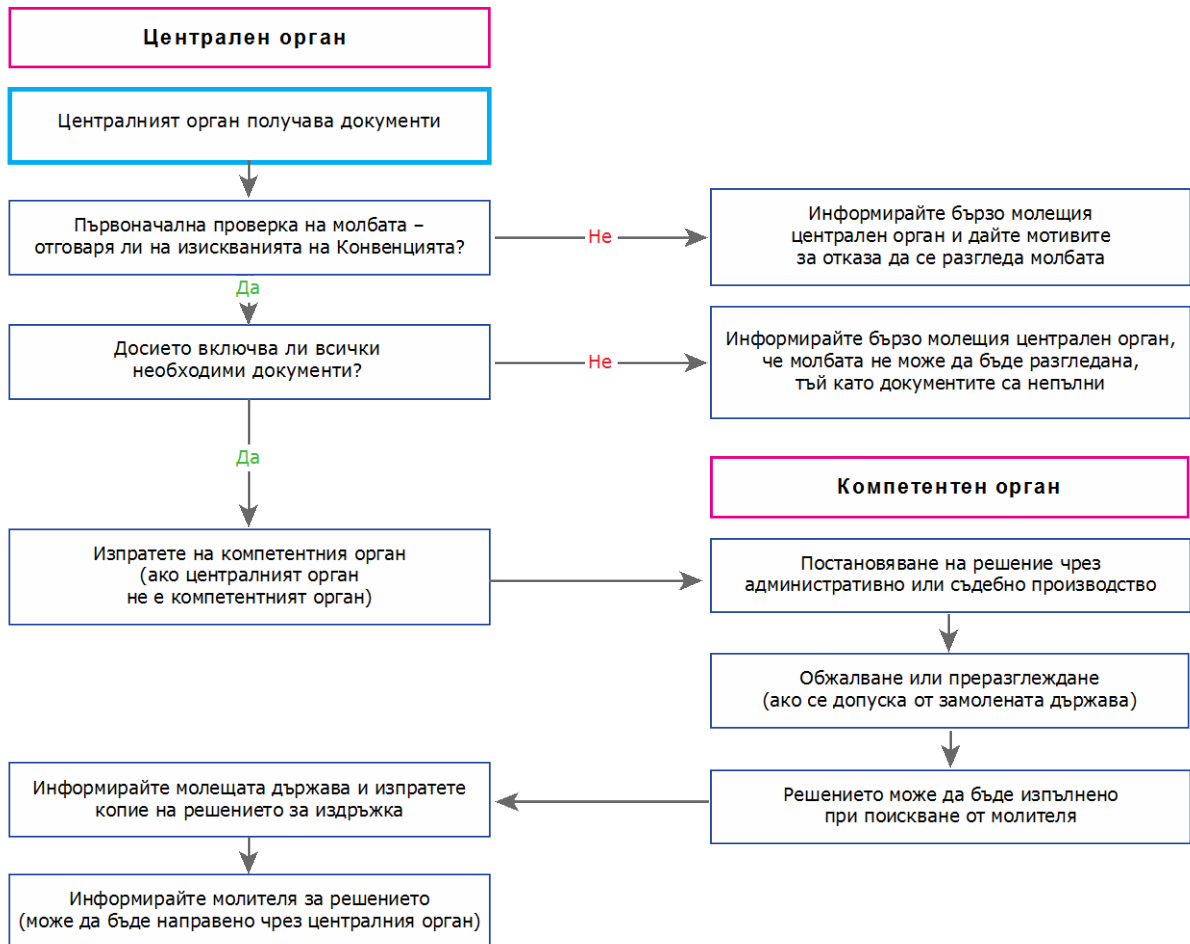 Централен орган
Централният орган получава документи
Първоначална проверка на молбата –
отговаря ли на изискванията на Конвенцията?
Не
Информирайте бързо молещия
централен орган и дайте мотивите
за отказа да се разгледа молбата
Да
Досието включва ли всички
необходими документи?
Не
Информирайте бързо молещия централен орган,
че молбата не може да бъде разгледана,
тъй като документите са непълни
Да
Компетентен орган
Изпратете на компетентния орган
(ако централният орган
не е компетентният орган)
Постановяване на решение чрез
административно или съдебно производство
Обжалване или преразглеждане
(ако се допуска от замолената държава)
Решението може да бъде изпълнено
при поискване от молителя
Информирайте молещата държава и изпратете
копие на решението за издръжка
Информирайте молителя за решението
(може да бъде направено чрез централния орган)